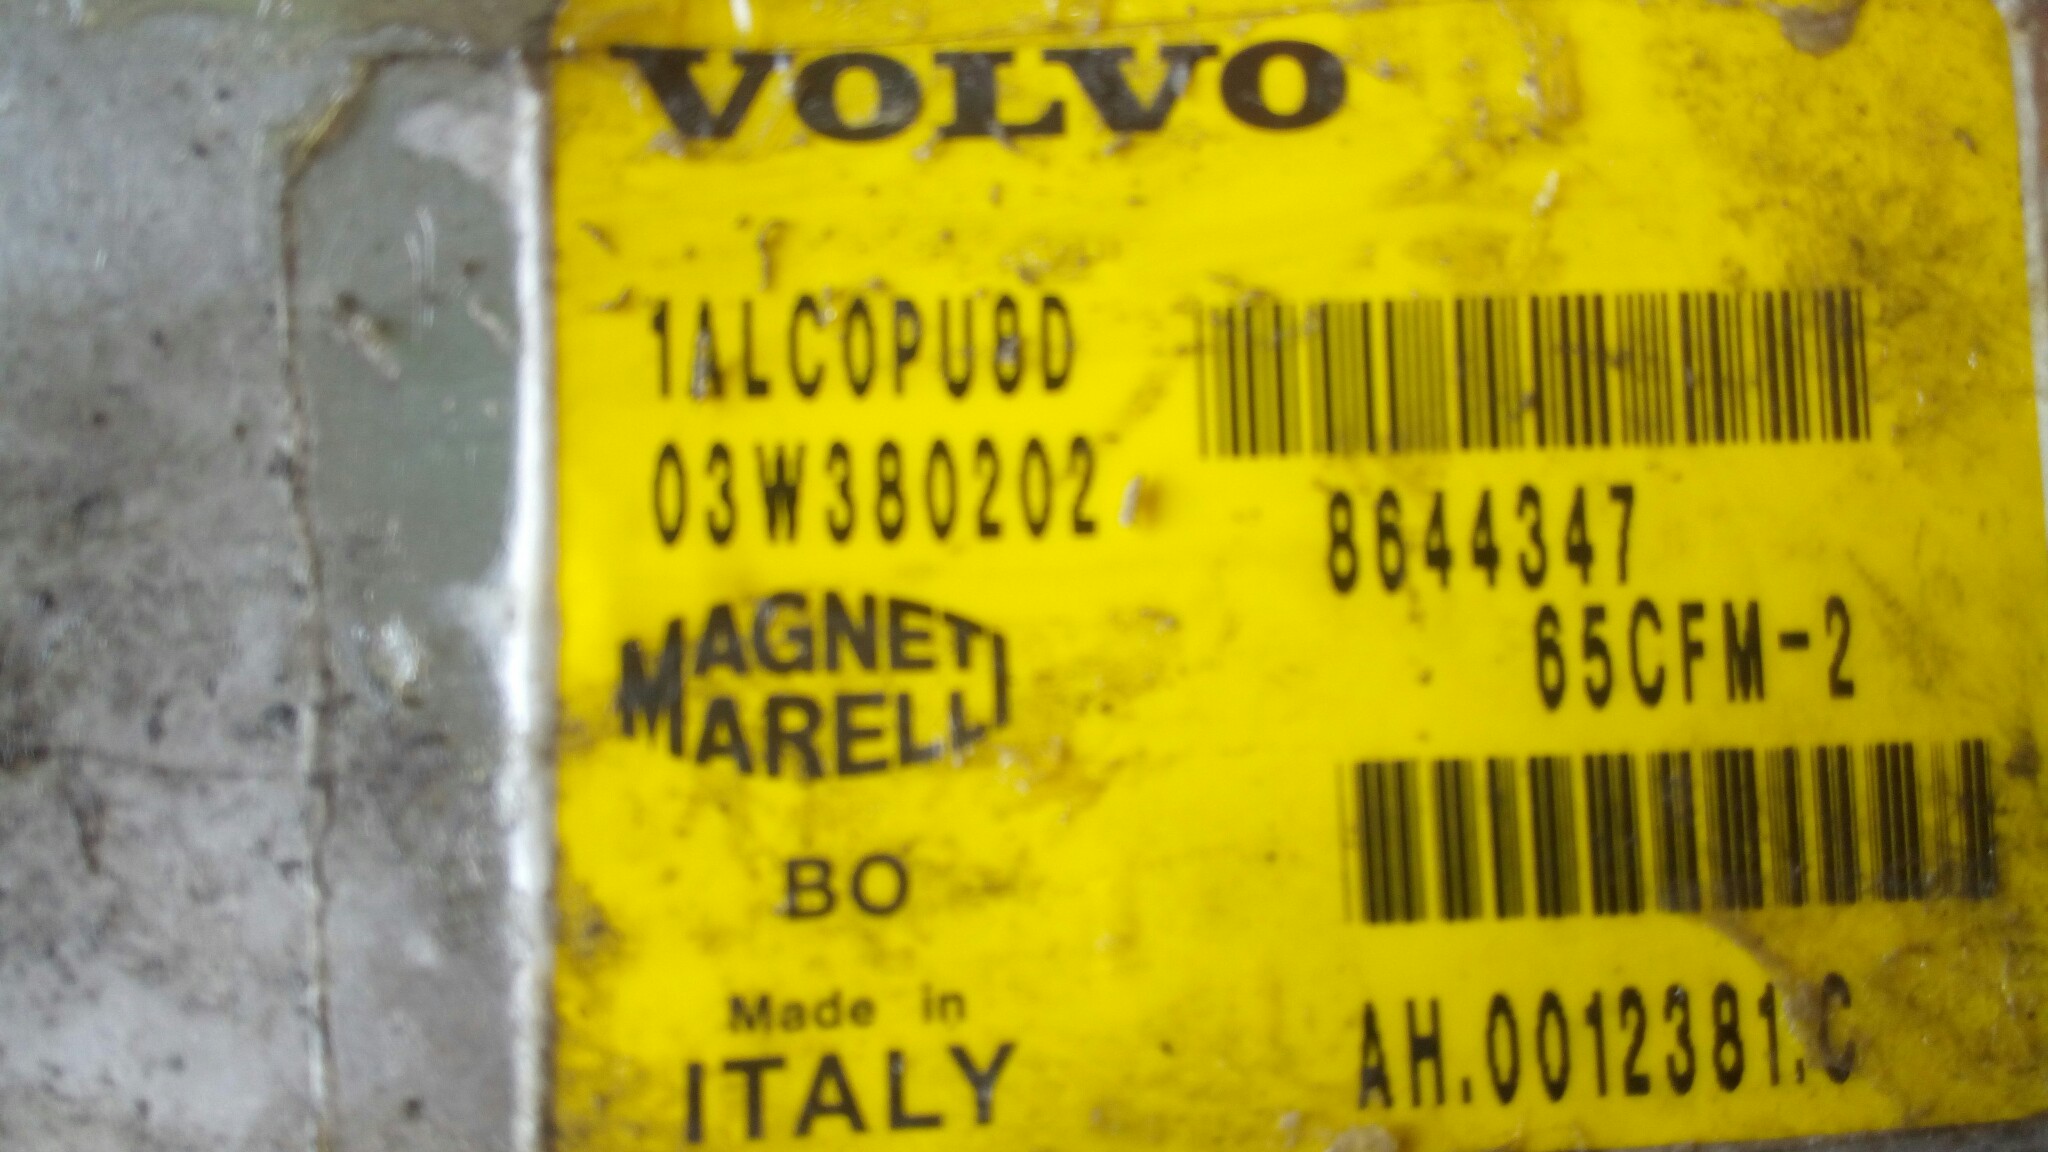 VOLVO
1ALC0PU8D
03W380202
8644347
65CFM-2
MAGNETI
MARELLI
BO
Made in
ITALY
AH.0012381.C